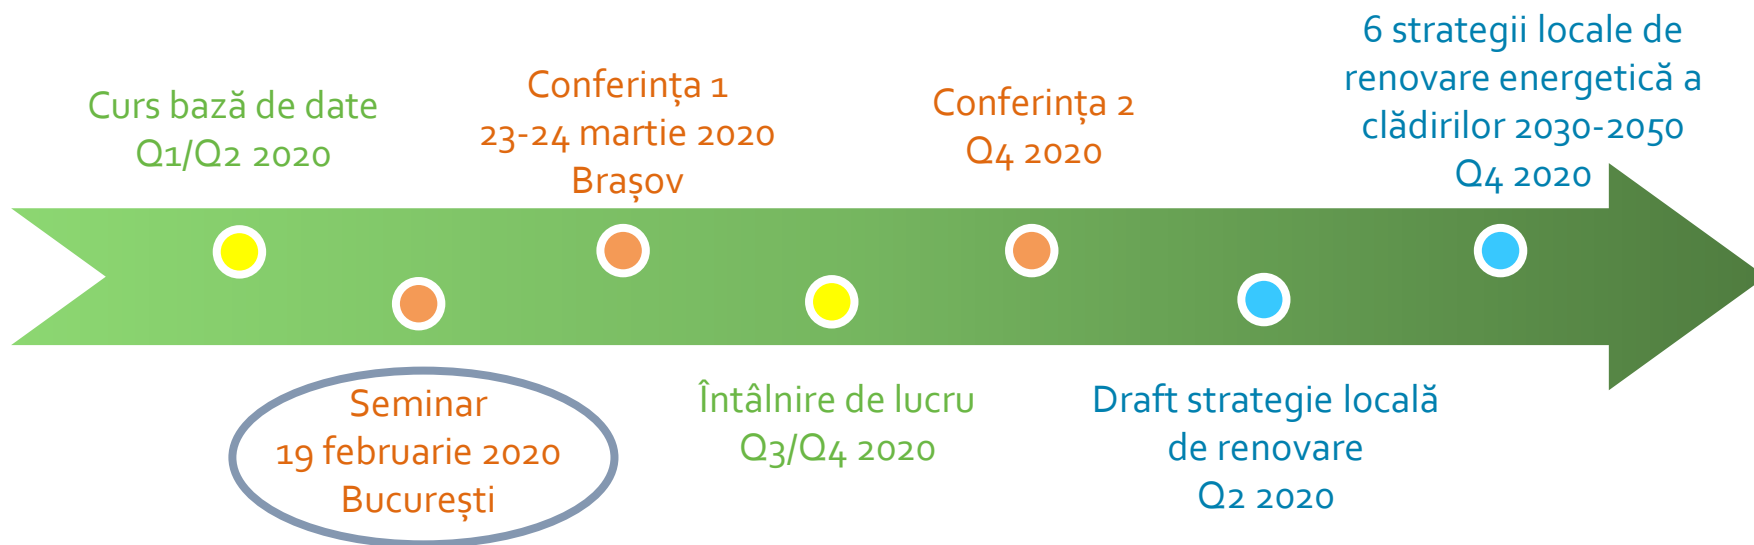 Curs bază de date
Q1/Q2 2020
Conferința 1
23-24 martie 2020
Brașov
Conferința 2
Q4 2020
6 strategii locale de
renovare energetică a
clădirilor 2030-2050
Q4 2020
Seminar
19 februarie 2020
București
Întâlnire de lucru
Q3/Q4 2020
Draft strategie locală
de renovare
Q2 2020